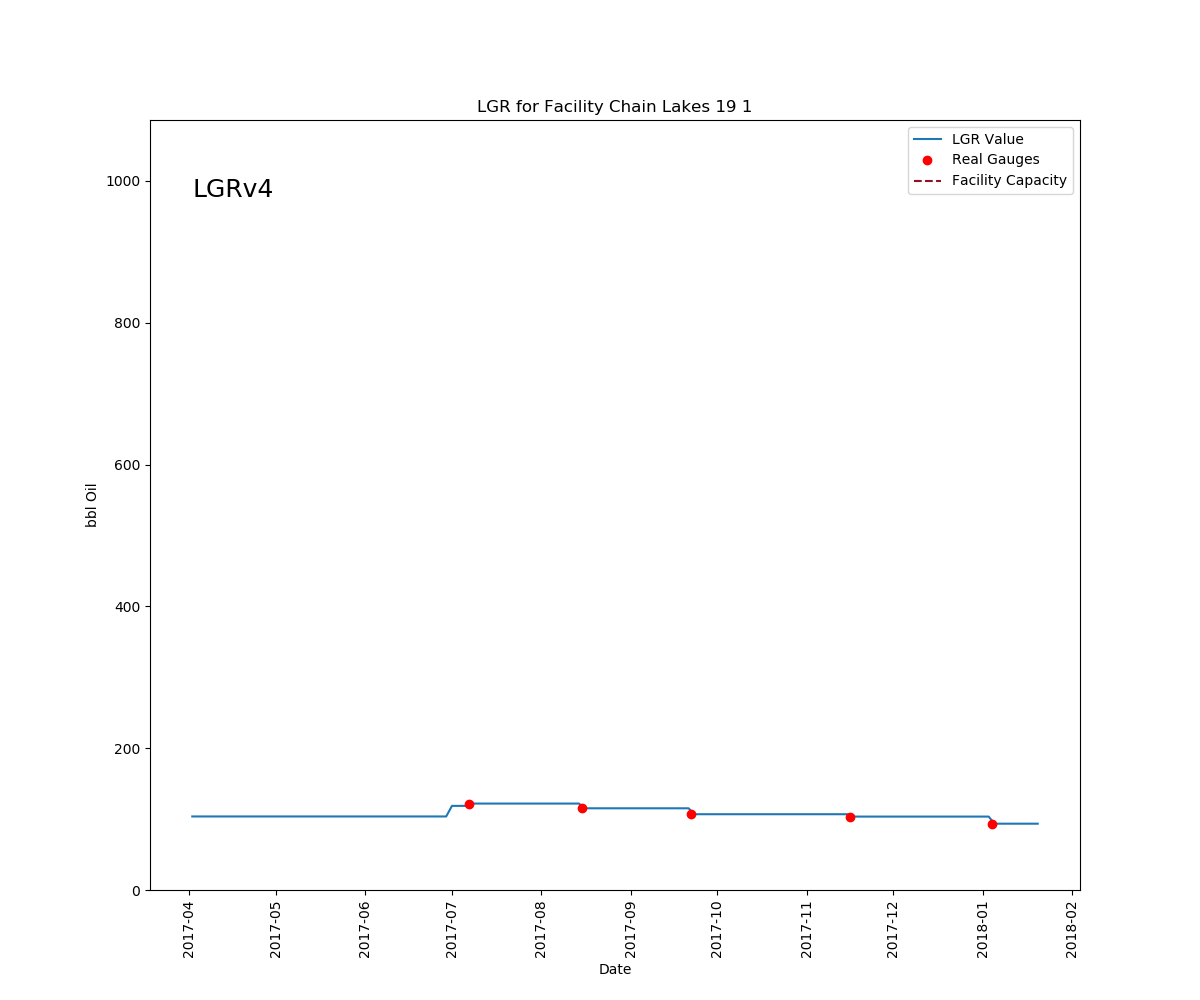 LGR for Facility Chain Lakes 19 1
LGR Value
Real Gauges
Facility Capacity
LGRv4
1000
800
600
400
200
0
bbl Oil
2017-04
2017-05
2017-06
2017-07
2017-08
2017-09
2017-10
2017-11
2017-12
2018-01
2018-02
Date